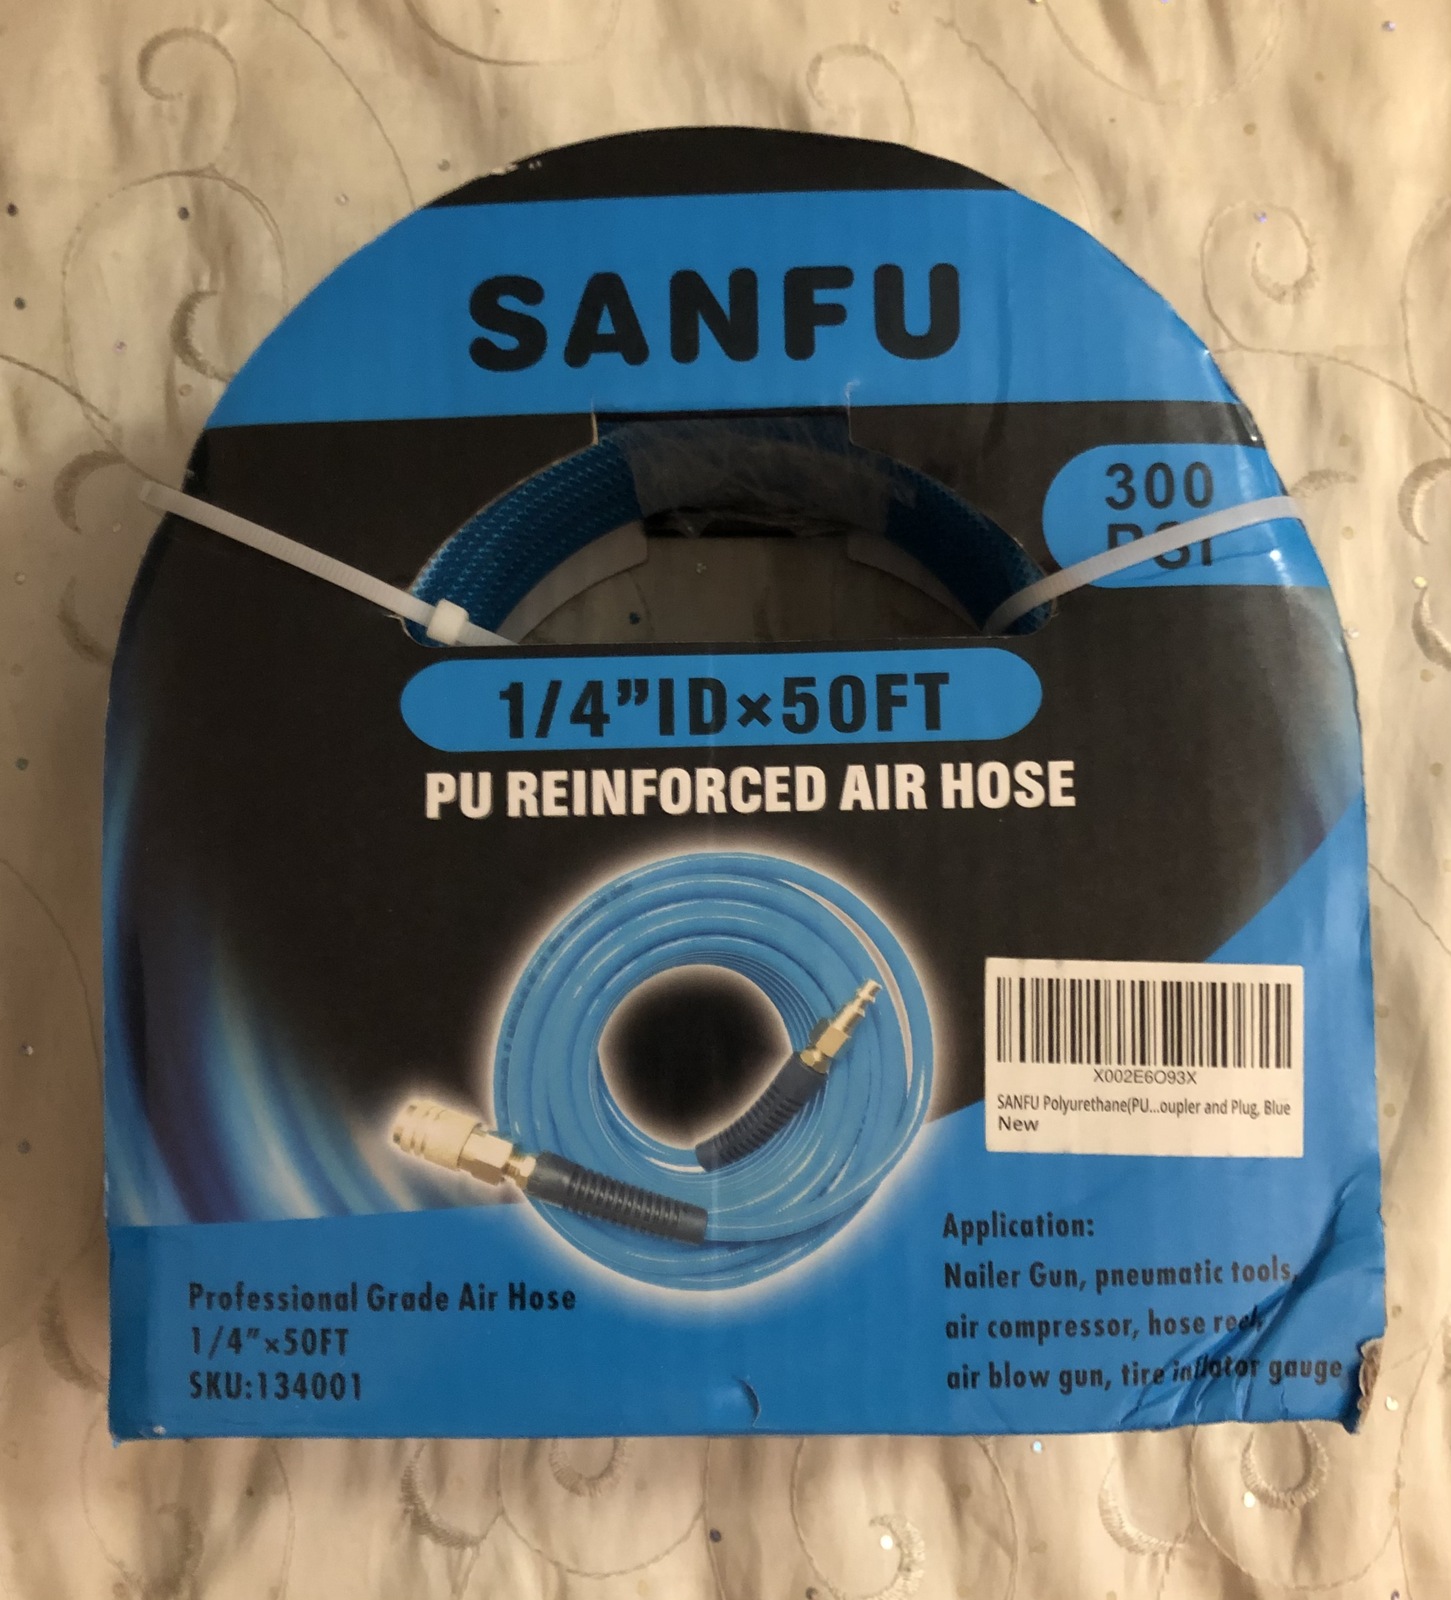 SANFU
300
PSI
1/4”ID×50FT
PU REINFORCED AIR HOSE
X002E6O93X
SANFU Polyurethane(PU...oupler and Plug, Blue
New
Application:
Nailer Gun, pneumatic tools,
air compressor, hose reel,
air blow gun, tire inflator gauge
Professional Grade Air Hose
1/4”×50FT
SKU:134001